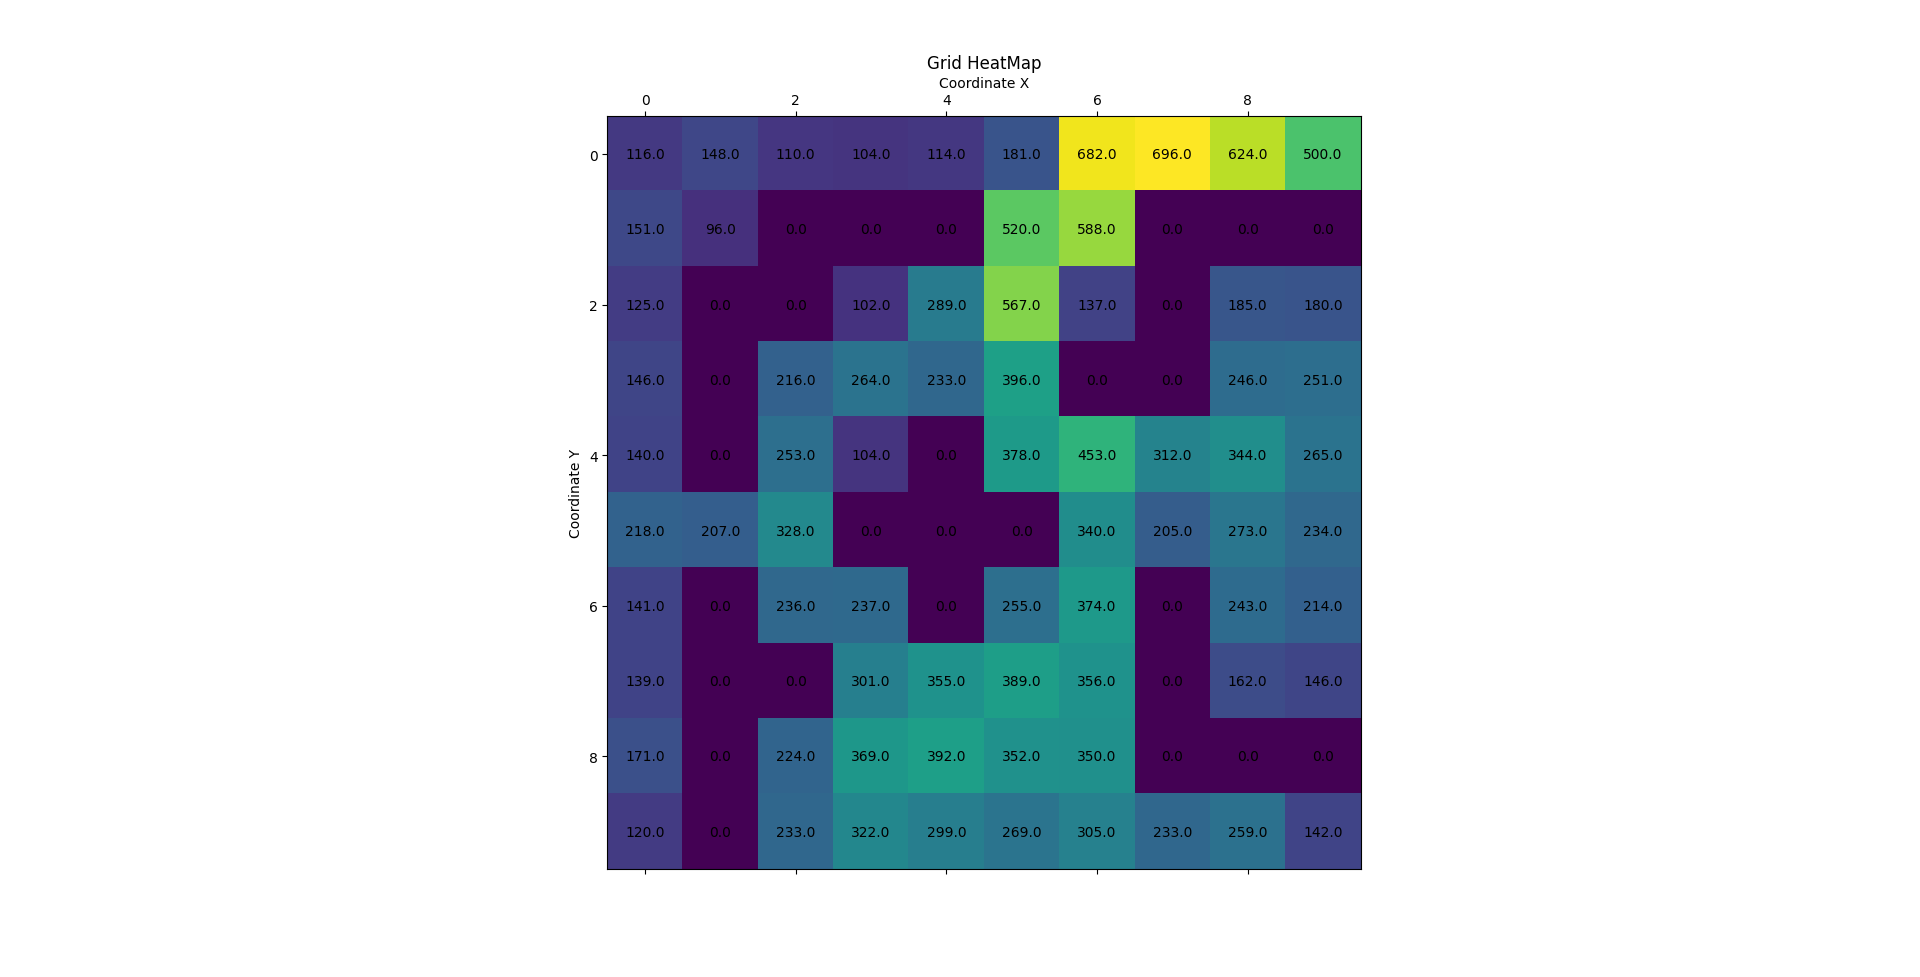 Grid HeatMap
Coordinate X
0 2 4 6 8
0 116.0 148.0 110.0 104.0 114.0 181.0 682.0 696.0 624.0 500.0
151.0 96.0 0.0 0.0 0.0 520.0 588.0 0.0 0.0 0.0
2 125.0 0.0 0.0 102.0 289.0 567.0 137.0 0.0 185.0 180.0
146.0 0.0 216.0 264.0 233.0 396.0 0.0 0.0 246.0 251.0
Coordinate Y
4 140.0 0.0 253.0 104.0 0.0 378.0 453.0 312.0 344.0 265.0
218.0 207.0 328.0 0.0 0.0 0.0 340.0 205.0 273.0 234.0
6 141.0 0.0 236.0 237.0 0.0 255.0 374.0 0.0 243.0 214.0
139.0 0.0 0.0 301.0 355.0 389.0 356.0 0.0 162.0 146.0
8 171.0 0.0 224.0 369.0 392.0 352.0 350.0 0.0 0.0 0.0
120.0 0.0 233.0 322.0 299.0 269.0 305.0 233.0 259.0 142.0